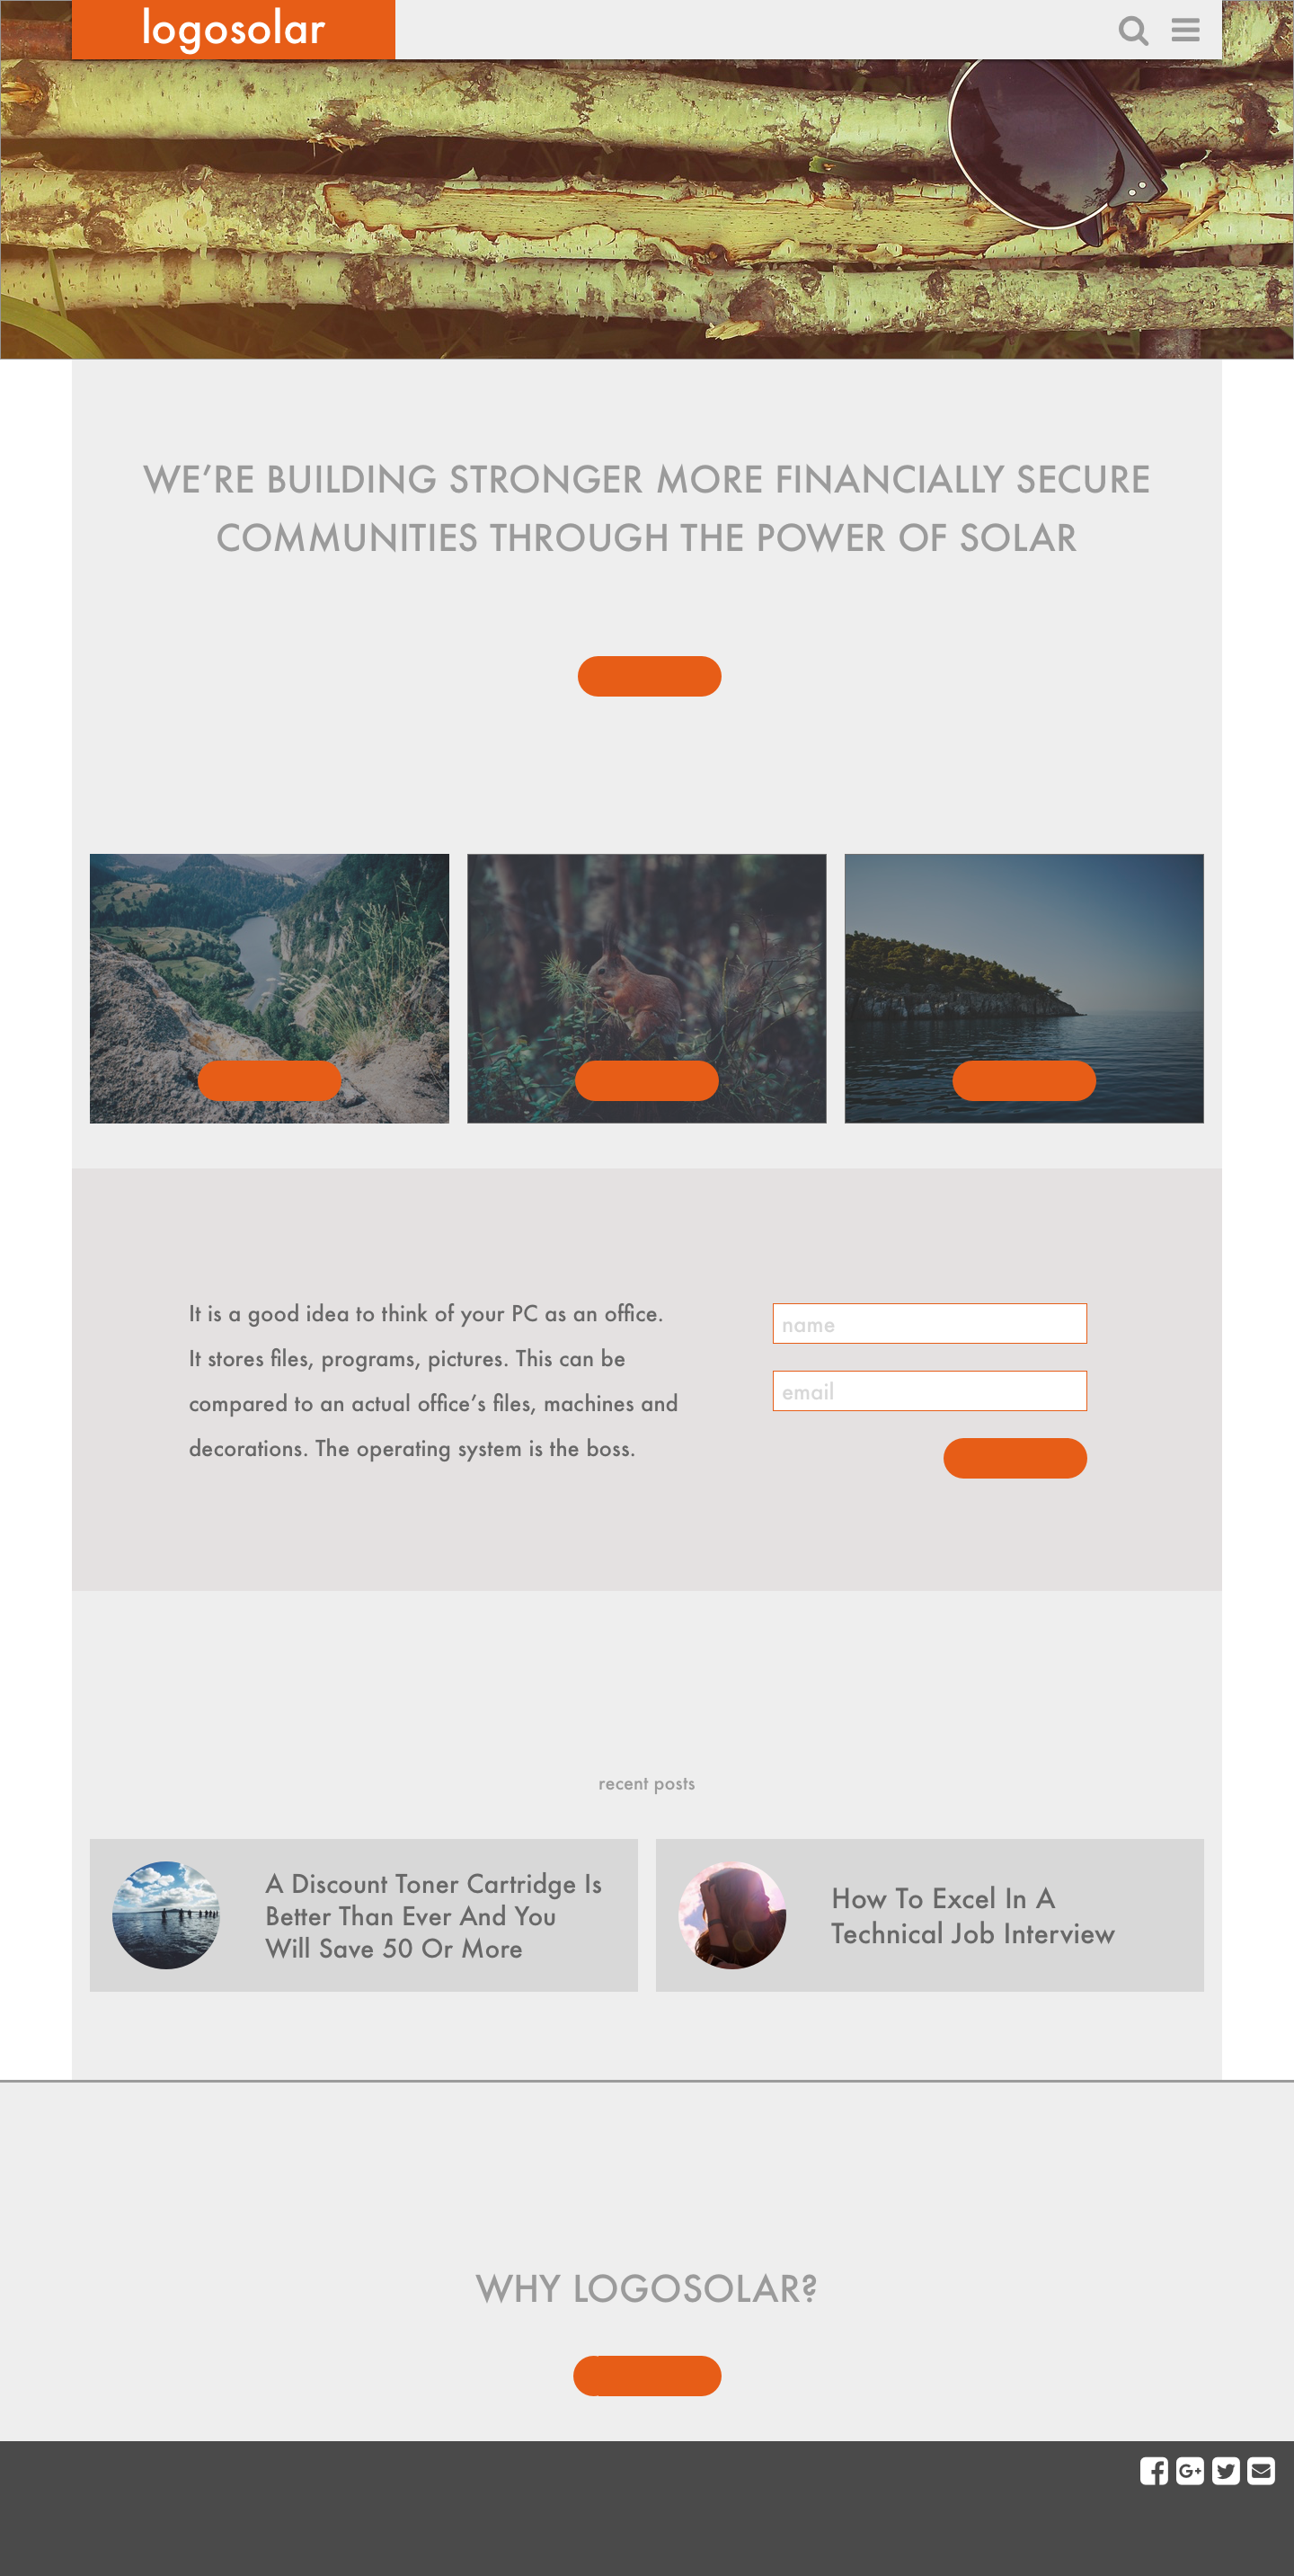 logosolar
WE’RE BUILDING STRONGER MORE FINANCIALLY SECURE
COMMUNITIES THROUGH THE POWER OF SOLAR
It is a good idea to think of your PC as an office.
It stores files, programs, pictures. This can be
compared to an actual office’s files, machines and
decorations. The operating system is the boss.
name
email
recent posts
A Discount Toner Cartridge Is
Better Than Ever And You
Will Save 50 Or More
How To Excel In A
Technical Job Interview
WHY LOGOSOLAR?